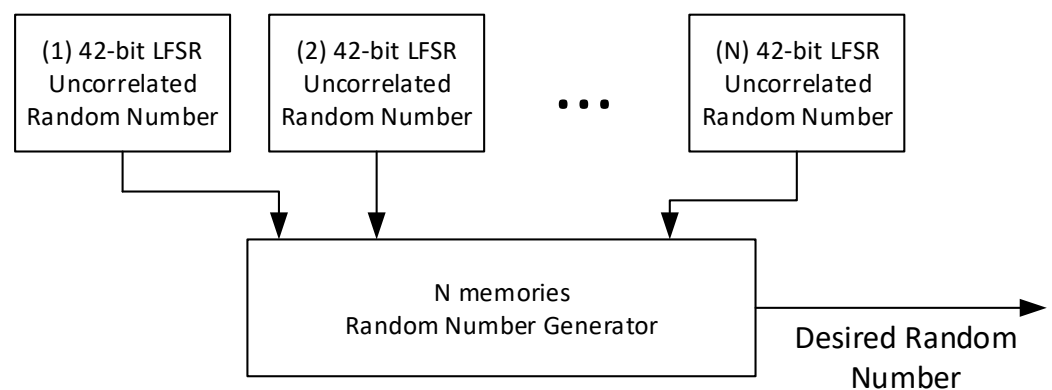 (1) 42-bit LFSR
Uncorrelated
Random Number
(2) 42-bit LFSR
Uncorrelated
Random Number
...
(N) 42-bit LFSR
Uncorrelated
Random Number
N memories
Random Number Generator
Desired Random
Number